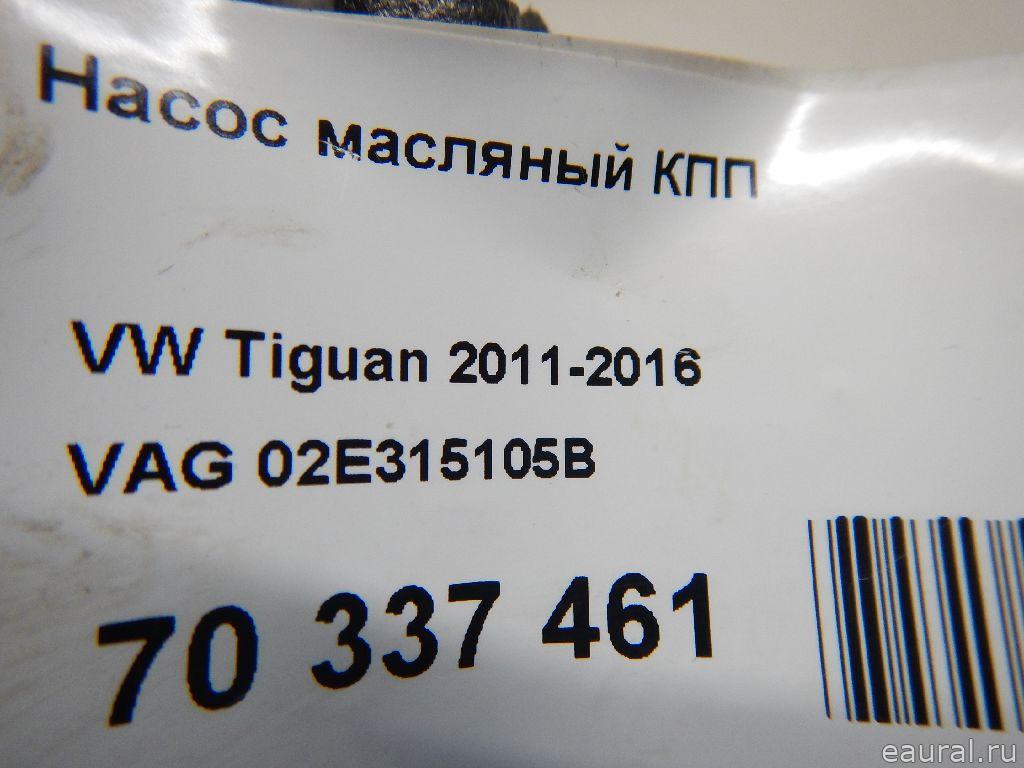 Насос масляный КПП
VW Tiguan 2011-2016
VAG 02E315105B
70 337 461
eaural.ru